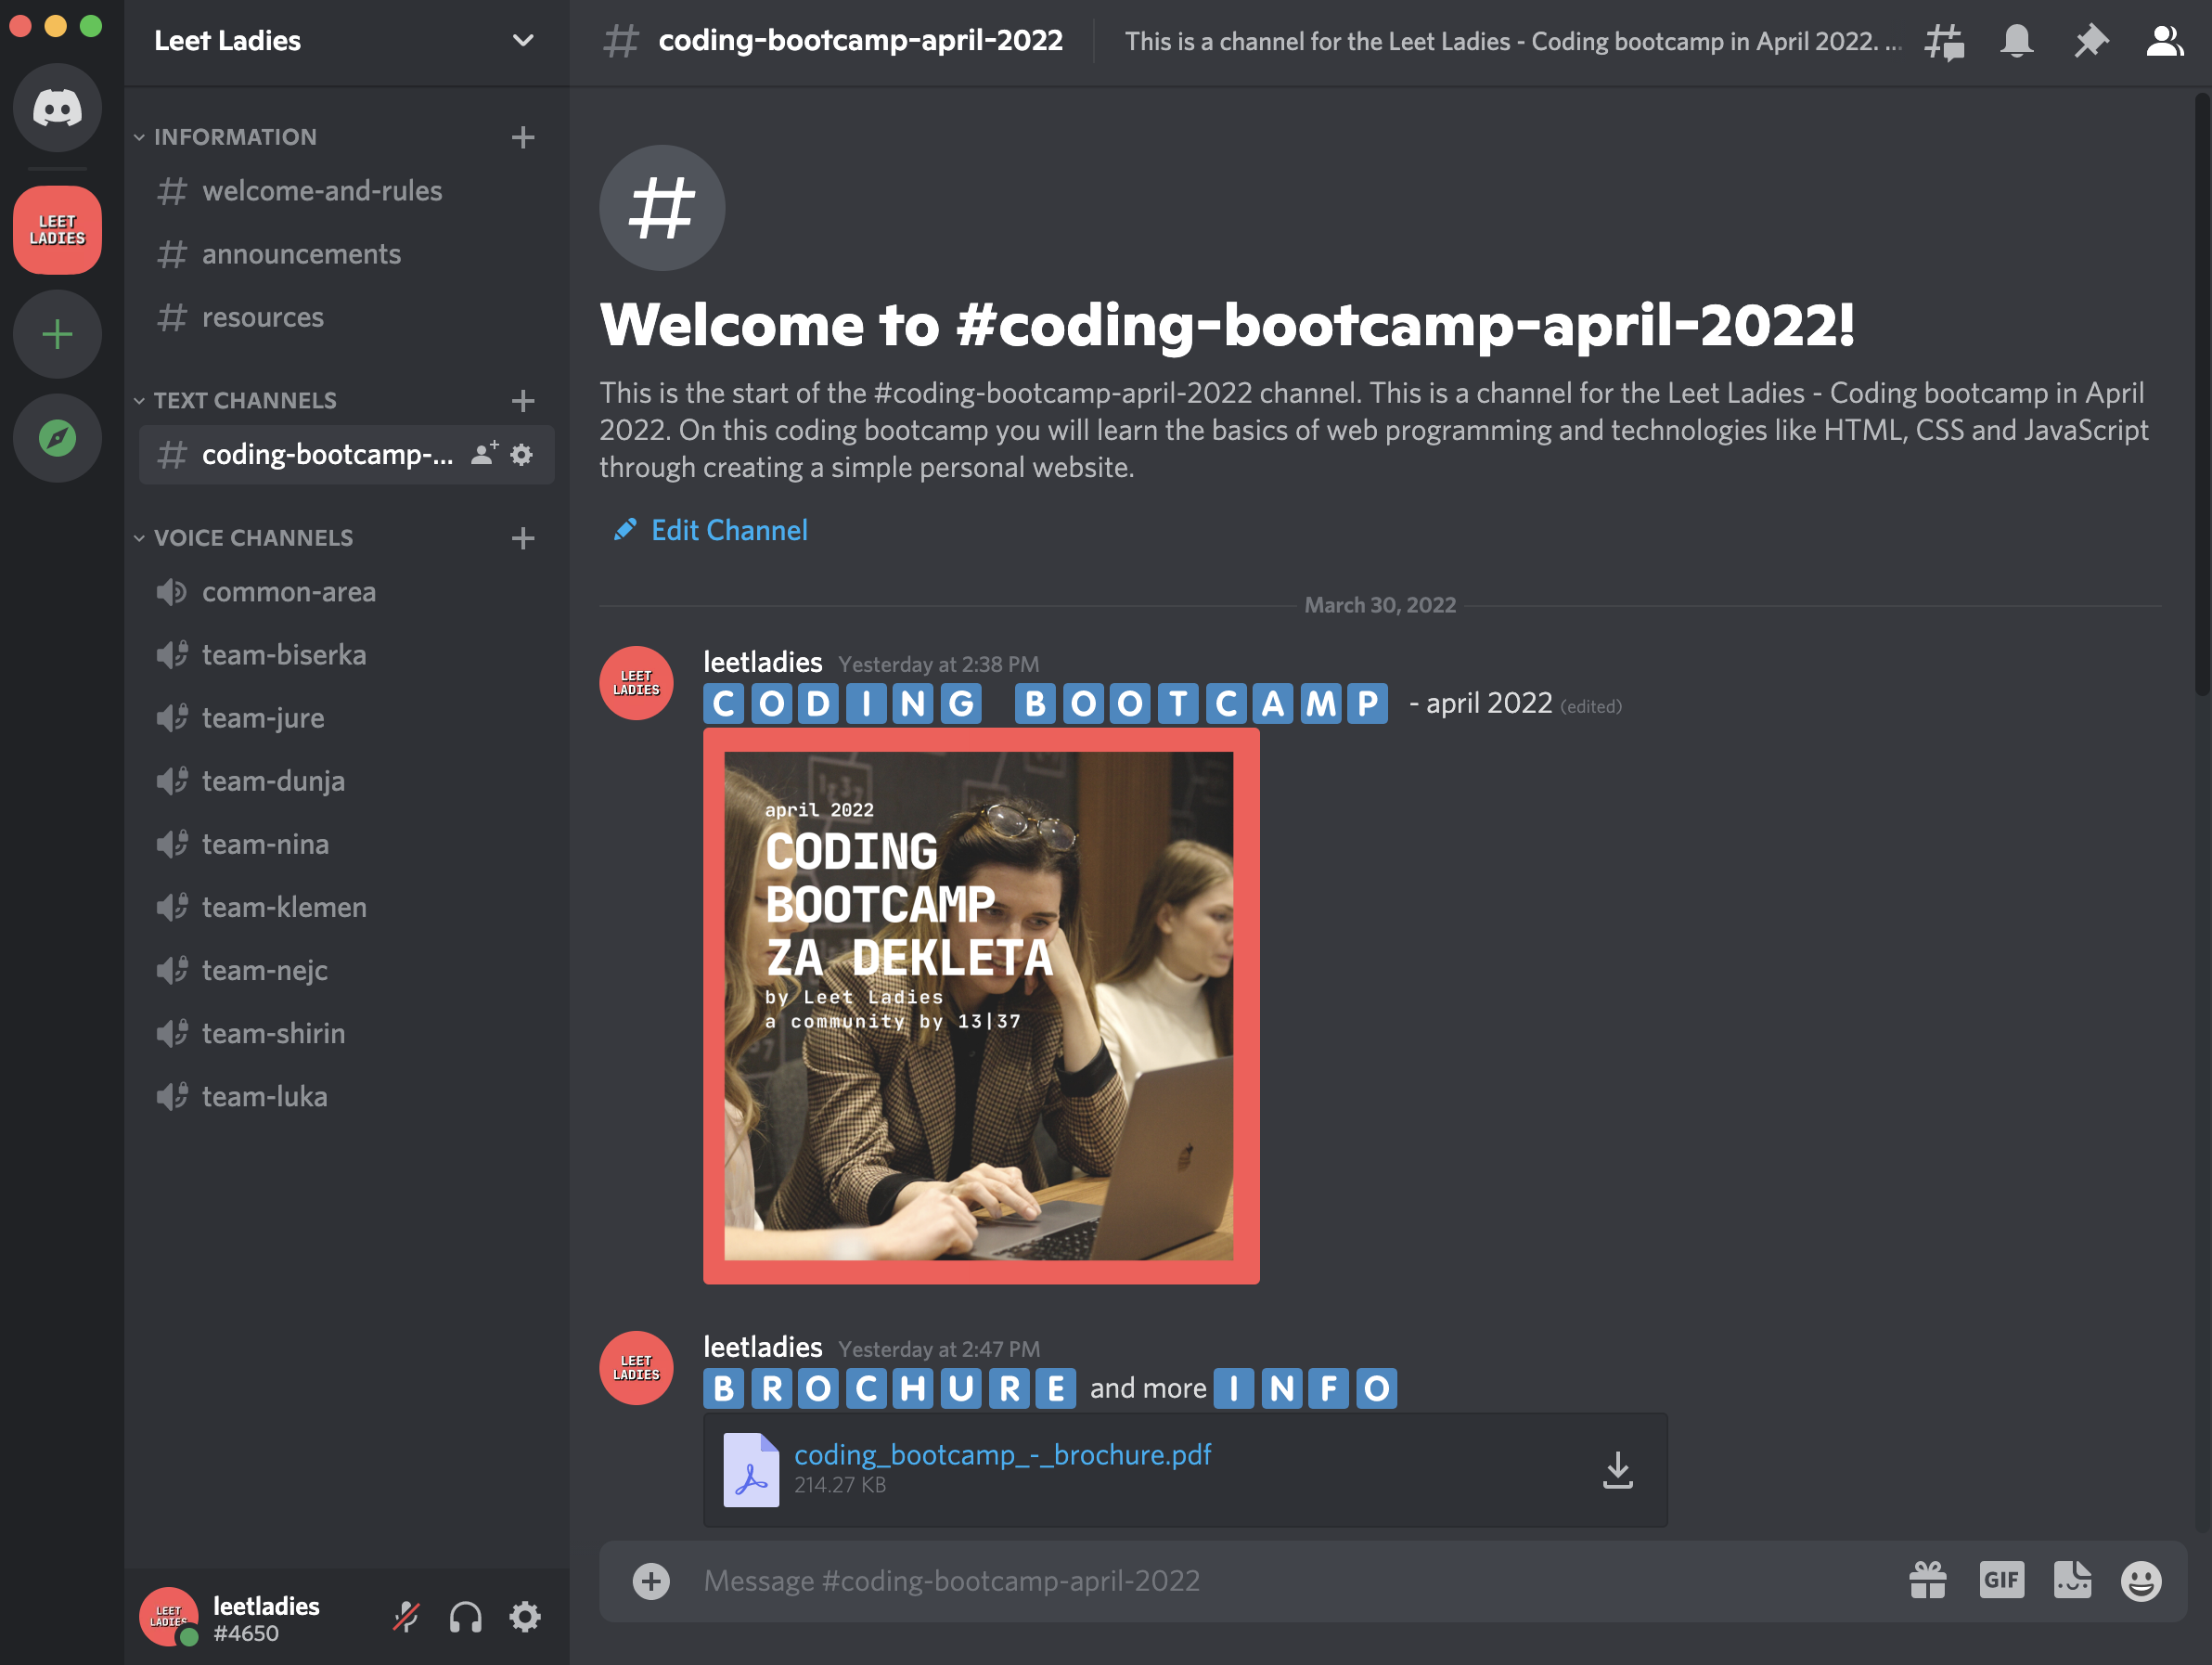 Leet Ladies
INFORMATION
welcome-and-rules
announcements
resources
TEXT CHANNELS
coding-bootcamp-...
VOICE CHANNELS
common-area
team-biserka
team-jure
team-dunja
team-nina
team-klemen
team-nejc
team-shirin
team-luka
LEET
LADIES
leetladies
#4650
LEET
LADIES
# coding-bootcamp-april-2022
This is a channel for the Leet Ladies - Coding bootcamp in April 2022. ...
#
Welcome to #coding-bootcamp-april-2022!
This is the start of the #coding-bootcamp-april-2022 channel. This is a channel for the Leet Ladies - Coding bootcamp in April
2022. On this coding bootcamp you will learn the basics of web programming and technologies like HTML, CSS and JavaScript
through creating a simple personal website.
Edit Channel
March 30, 2022
LEET
LADIES
leetladies Yesterday at 2:38 PM
CODING BOOTCAMP - april 2022 (edited)
april 2022
CODING
BOOTCAMP
ZA DEKLETA
by Leet Ladies
a community by 13|37
LEET
LADIES
leetladies Yesterday at 2:47 PM
BROCHURE and more INFO
coding_bootcamp_-_brochure.pdf
214.27 KB
Message #coding-bootcamp-april-2022
GIF